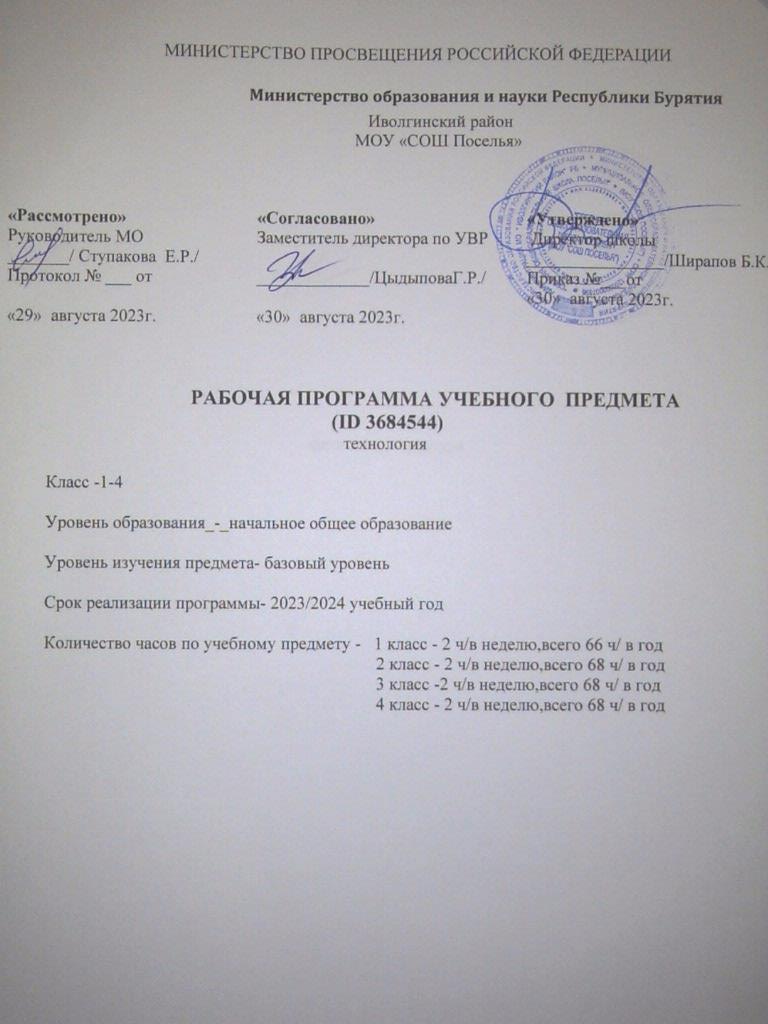 МИНИСТЕРСТВО ПРОСВЕЩЕНИЯ РОССИЙСКОЙ ФЕДЕРАЦИИ
Министерство образования и науки Республики Бурятия
Иволгинский район
МОУ «СОШ Поселья»
«Рассмотрено»
Руководитель МО
_______/ Ступакова Е.Р./
Протокол № ___ от
«29» августа 2023г.
«Согласовано»
Заместитель директора по УВР
_____________/ЦыдыповаГ.Р./
«30» августа 2023г.
«Утверждено»
Директор школы
________________/Ширапов Б.К.
Приказ № ___ от
«30» августа 2023г.
РАБОЧАЯ ПРОГРАММА УЧЕБНОГО ПРЕДМЕТА
(ID 3684544)
технология
Класс -1-4
Уровень образования_-_начальное общее образование
Уровень изучения предмета- базовый уровень
Срок реализации программы- 2023/2024 учебный год
Количество часов по учебному предмету - 1 класс - 2 ч/в неделю,всего 66 ч/ в год
2 класс - 2 ч/в неделю,всего 68 ч/ в год
3 класс -2 ч/в неделю,всего 68 ч/ в год
4 класс - 2 ч/в неделю,всего 68 ч/ в год